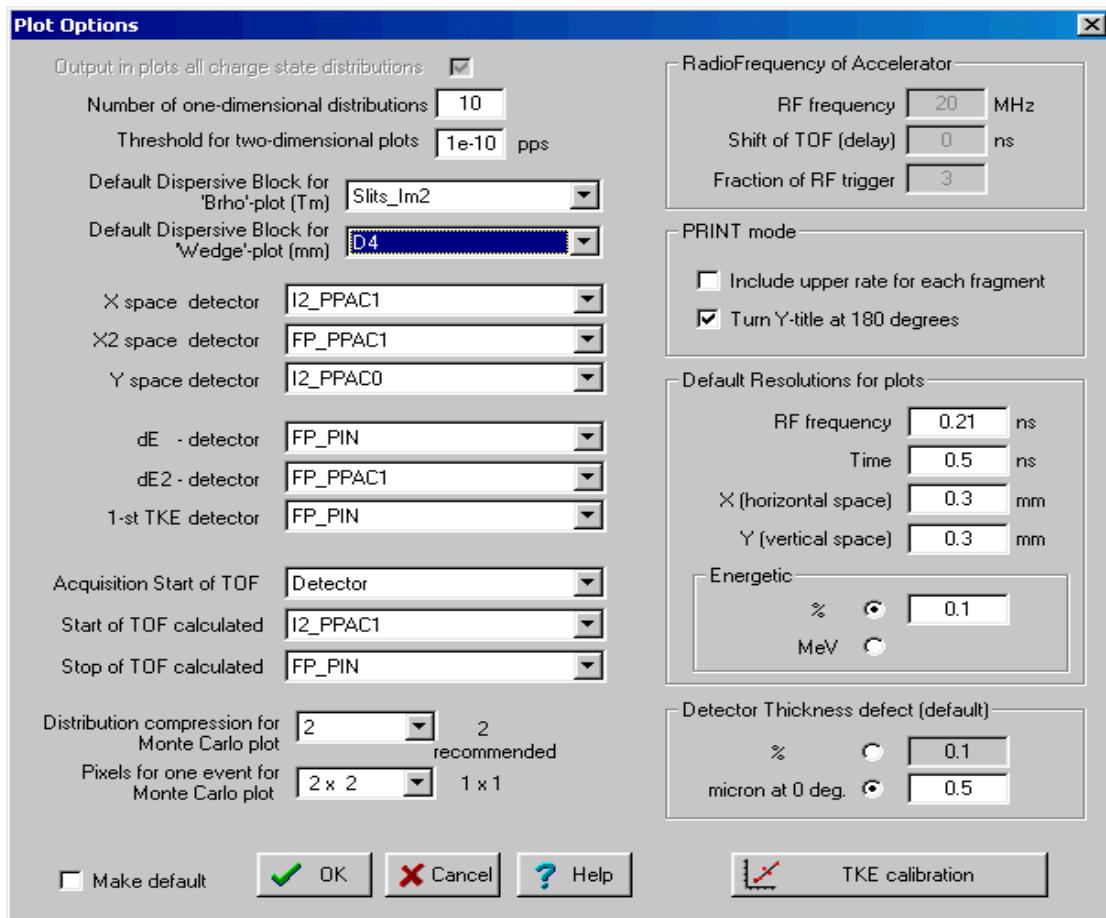 Plot Options
Output in plots all charge state distributions
Number of one-dimensional distributions 10
Threshold for two-dimensional plots 1e-10 pps
Default Dispersive Block for
'Brho'-plot (Tm) Slits_Im2
Default Dispersive Block for
'Wedge'-plot (mm) D4
X space detector I2_PPAC1
X2 space detector FP_PPAC1
Y space detector I2_PPAC0
dE - detector FP_PIN
dE2 - detector FP_PPAC1
1-st TKE detector FP_PIN
Acquisition Start of TOF Detector
Start of TOF calculated I2_PPAC1
Stop of TOF calculated FP_PIN
Distribution compression for
Monte Carlo plot 2 2
recommended
Pixels for one event for
Monte Carlo plot 2 x 2 1 x 1
RadioFrequency of Accelerator
RF frequency 20 MHz
Shift of TOF (delay) 0 ns
Fraction of RF trigger 3
PRINT mode
Include upper rate for each fragment
Turn Y-title at 180 degrees
Default Resolutions for plots
RF frequency 0.21 ns
Time 0.5 ns
X (horizontal space) 0.3 mm
Y (vertical space) 0.3 mm
Energetic
% 0.1
MeV
Detector Thickness defect (default)
% 0.1
micron at 0 deg. 0.5
Make default OK Cancel ? Help TKE calibration